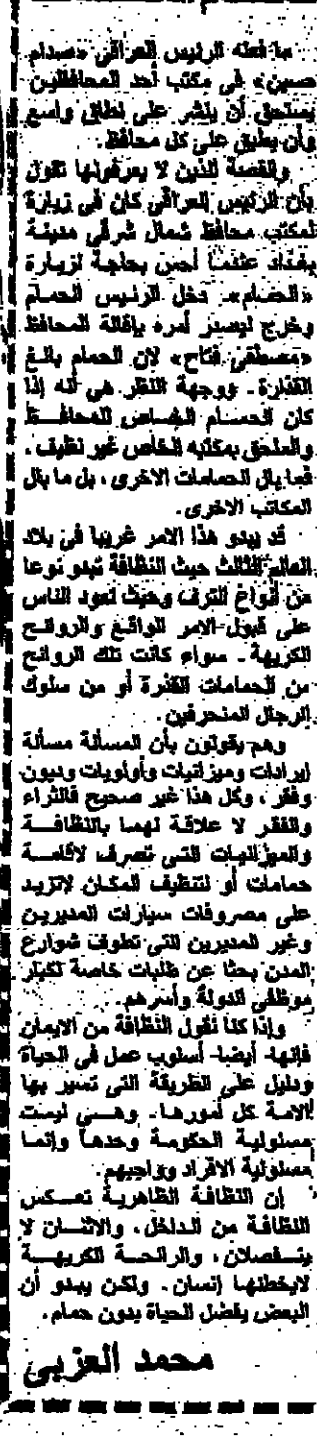 ما فعله الرئيس العراقي «صدام
حسين» في مكتب أحد المحافظين
يستحق أن ينشر على نطاق واسع
وأن يطبق على كل محافظ.
والقصة للذين لا يعرفونها تقول
بأن الرئيس العراقي كان في زيارة
لمكتب محافظ شمال شرقي مدينة
بغداد عندما أحس بحاجة لزيارة
«الحمام». دخل الرئيس الحمام
وخرج ليصدر أمره بإقالة المحافظ
«مصطفى فتاح» لان الحمام بالغ
القذارة. ووجهة النظر هي أنه إذا
كان الحمام الخاص للمحافظ
والملحق بمكتبه الخاص غير نظيف،
فما بال الحمامات الاخرى، بل ما بال
المكاتب الاخرى.
قد يبدو هذا الامر غريبا في بلاد
العالم الثالث حيث النظافة تبدو نوعا
من أنواع الترف وحيث تعود الناس
على قبول الامر الواقع والروائح
الكريهة. سواء كانت تلك الروائح
من الحمامات القذرة أو من سلوك
الرجال المنحرفين.
وهم يقولون بأن المسألة مسألة
إيرادات وميزانيات وأولويات وديون
وفقر، وكل هذا غير صحيح فالثراء
والفقر لا علاقة لهما بالنظافة
والميزانيات التي تصرف لاقامة
حمامات أو لتنظيف المكان لاتزيد
على مصروفات سيارات المديرين
وغير المديرين التي تطوف شوارع
المدن بحثا عن طلبات خاصة لكبار
موظفي الدولة وأسرهم.
وإذا كنا نقول النظافة من الايمان
فإنها- أيضا- أسلوب عمل في الحياة
ودليل على الطريقة التي تسير بها
الامة كل أمورها. وهي ليست
مسئولية الحكومة وحدها وإنما
مسئولية الافراد وواجبهم.
إن النظافة الظاهرية تعكس
النظافة من الداخل، والاثنان لا
ينفصلان، والرائحة الكريهة
لايخطئها إنسان. ولكن يبدو أن
البعض يفضل الحياة بدون حمام.
محمد العزبي